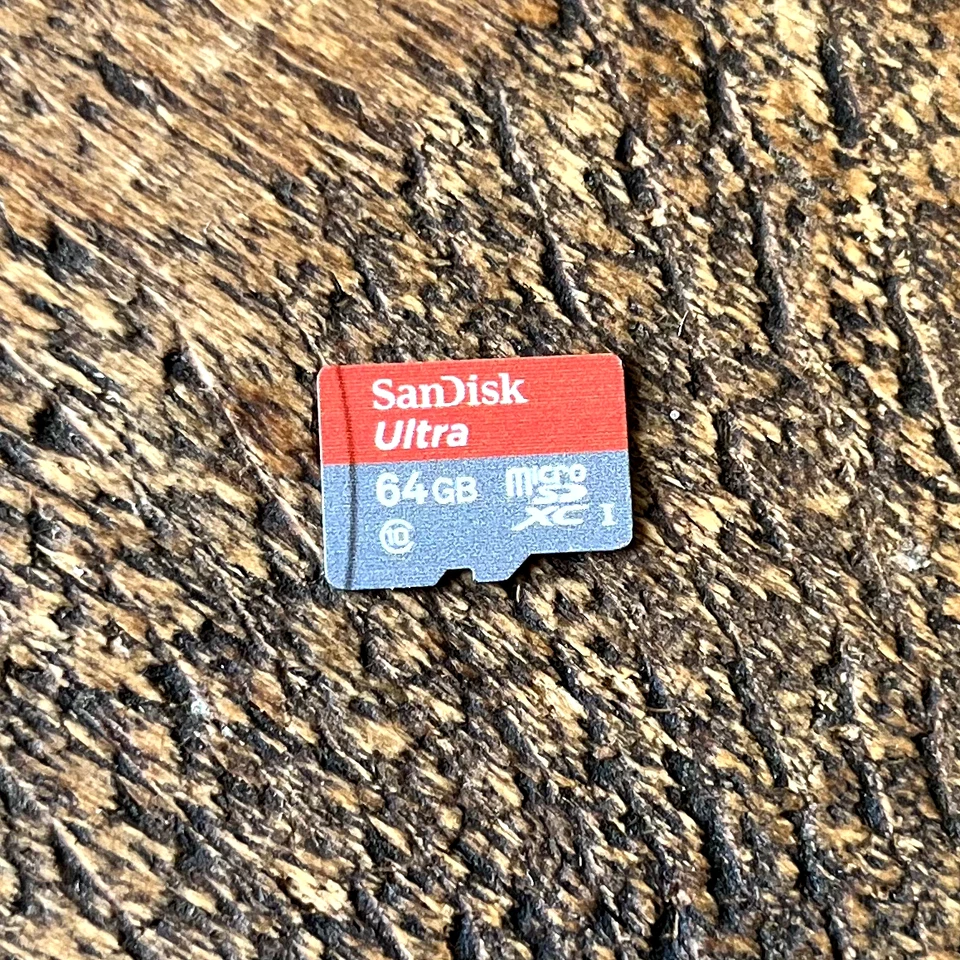 SanDisk
Ultra
64GB micro SD XC I
10